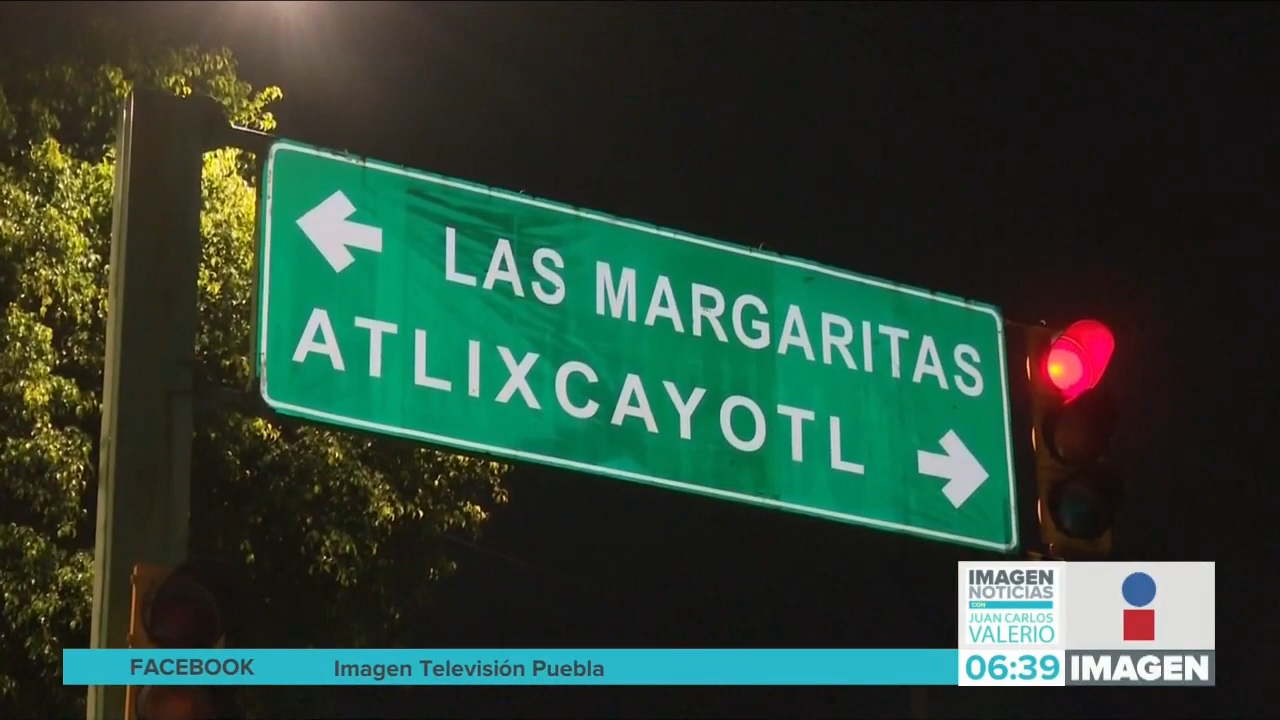 LAS MARGARITAS
ATLIXCAYOTL
IMAGEN
NOTICIAS
CON
JUAN CARLOS
VALERIO
FACEBOOK Imagen Televisión Puebla
06:39 IMAGEN